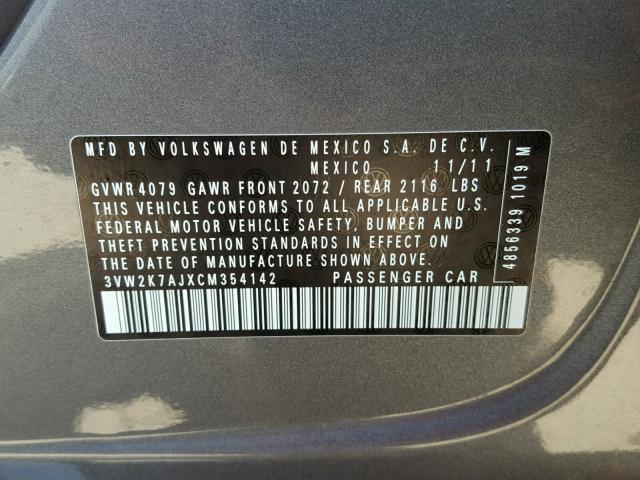 MFD BY VOLKSWAGEN DE MEXICO S.A. DE C.V.
MEXICO 11/11
GVWR 4079 GAWR FRONT 2072 / REAR 2116 LBS
THIS VEHICLE CONFORMS TO ALL APPLICABLE U.S.
FEDERAL MOTOR VEHICLE SAFETY, BUMPER AND
THEFT PREVENTION STANDARDS IN EFFECT ON
THE DATE OF MANUFACTURE SHOWN ABOVE.
3VW2K7AJXCM354142 PASSENGER CAR
4856339 1019 M